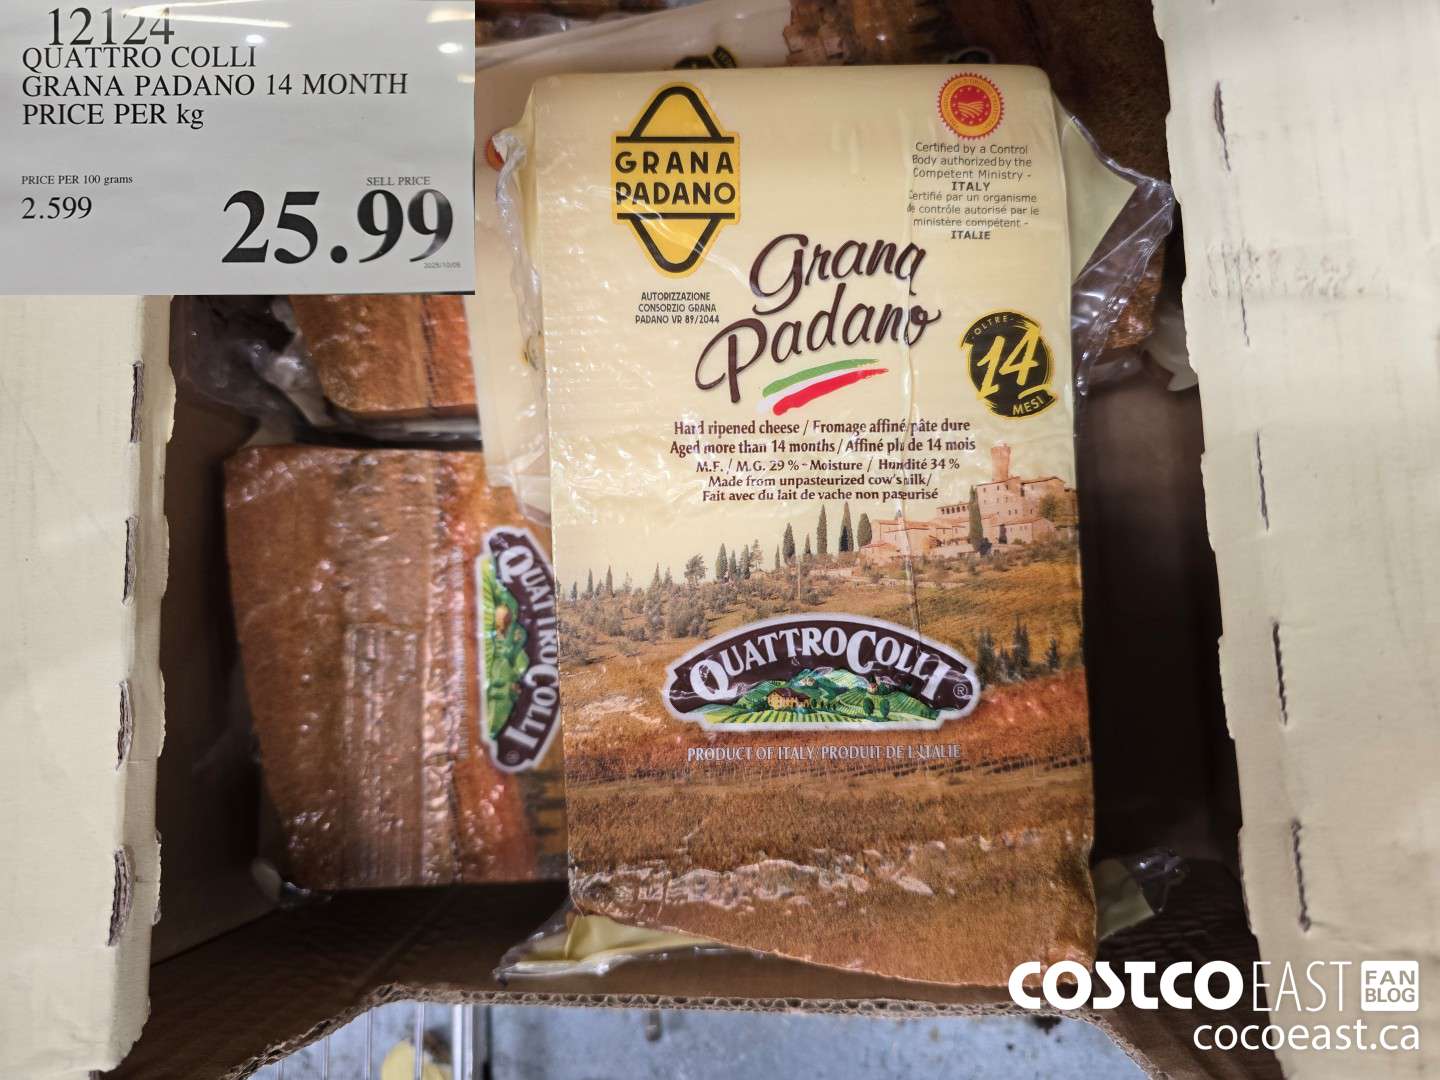 12124
QUATTRO COLLI
GRANA PADANO 14 MONTH
PRICE PER kg
PRICE PER 100 grams
2.599
SELL PRICE
25.99
2025/10/05
GRANA
PADANO
AUTORIZZAZIONE
CONSORZIO GRANA
PADANO VR 89/2044
Certified by a Control
Body authorized by the
Competent Ministry -
ITALY
Certifié par un organisme
de contrôle autorisé par le
ministère compétent -
ITALIE
Grana
Padano
OLTRE
14
MESI
Hard ripened cheese / Fromage affiné pâte dure
Aged more than 14 months / Affiné plus de 14 mois
M.F. / M.G. 29 % - Moisture / Humidité 34 %
Made from unpasteurized cow's milk/
Fait avec du lait de vache non pasteurisé
QUATTRO COLLI ®
PRODUCT OF ITALY/PRODUIT DE L'ITALIE
QUATTRO COLLI ®
COSTCO EAST FAN BLOG
cocoeast.ca